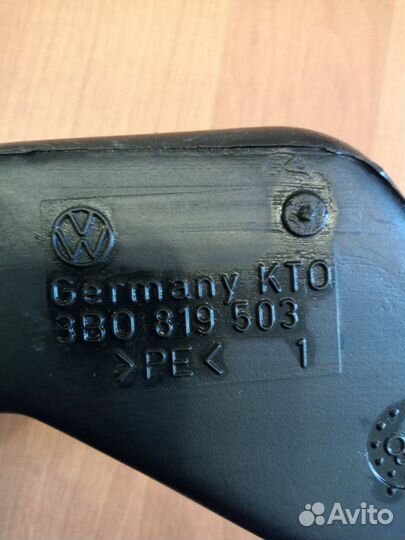 Germany KTO
3B0 819 503
>PE< 1
Avito